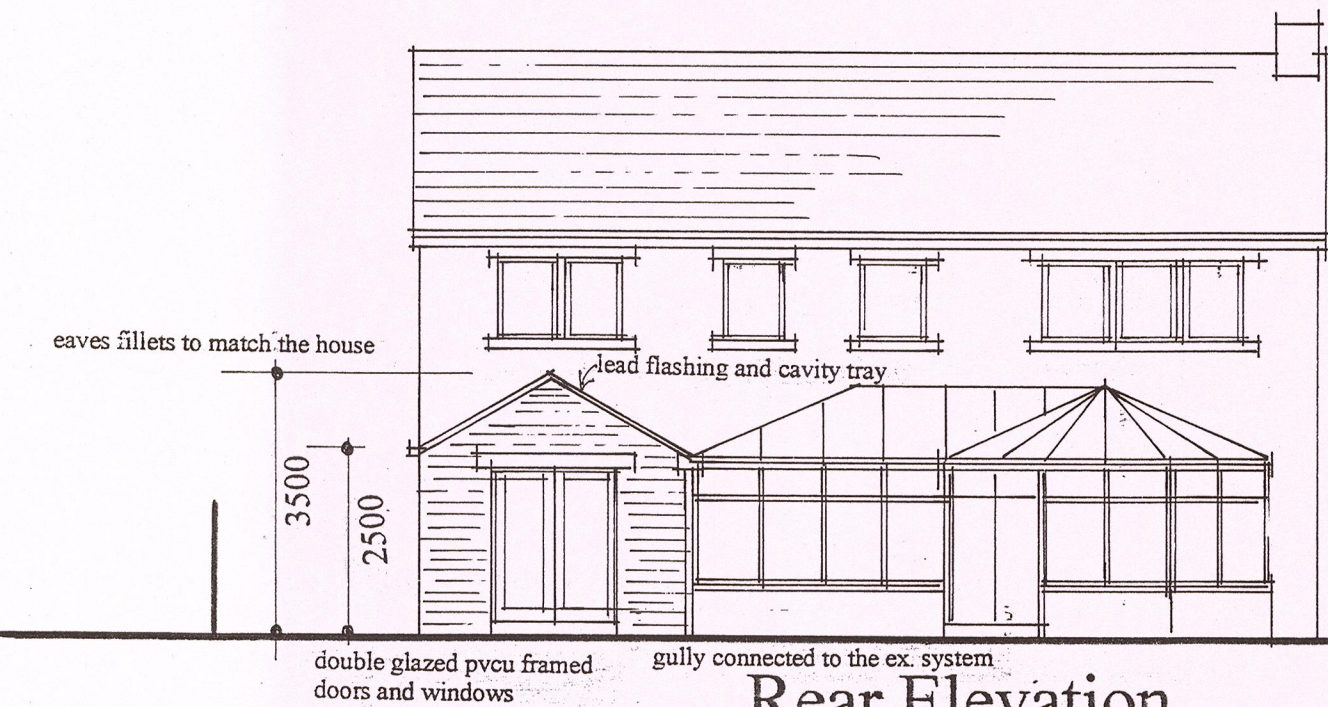 eaves fillets to match the house
lead flashing and cavity tray
3500
2500
double glazed pvcu framed
doors and windows
gully connected to the ex. system
Rear Elevation